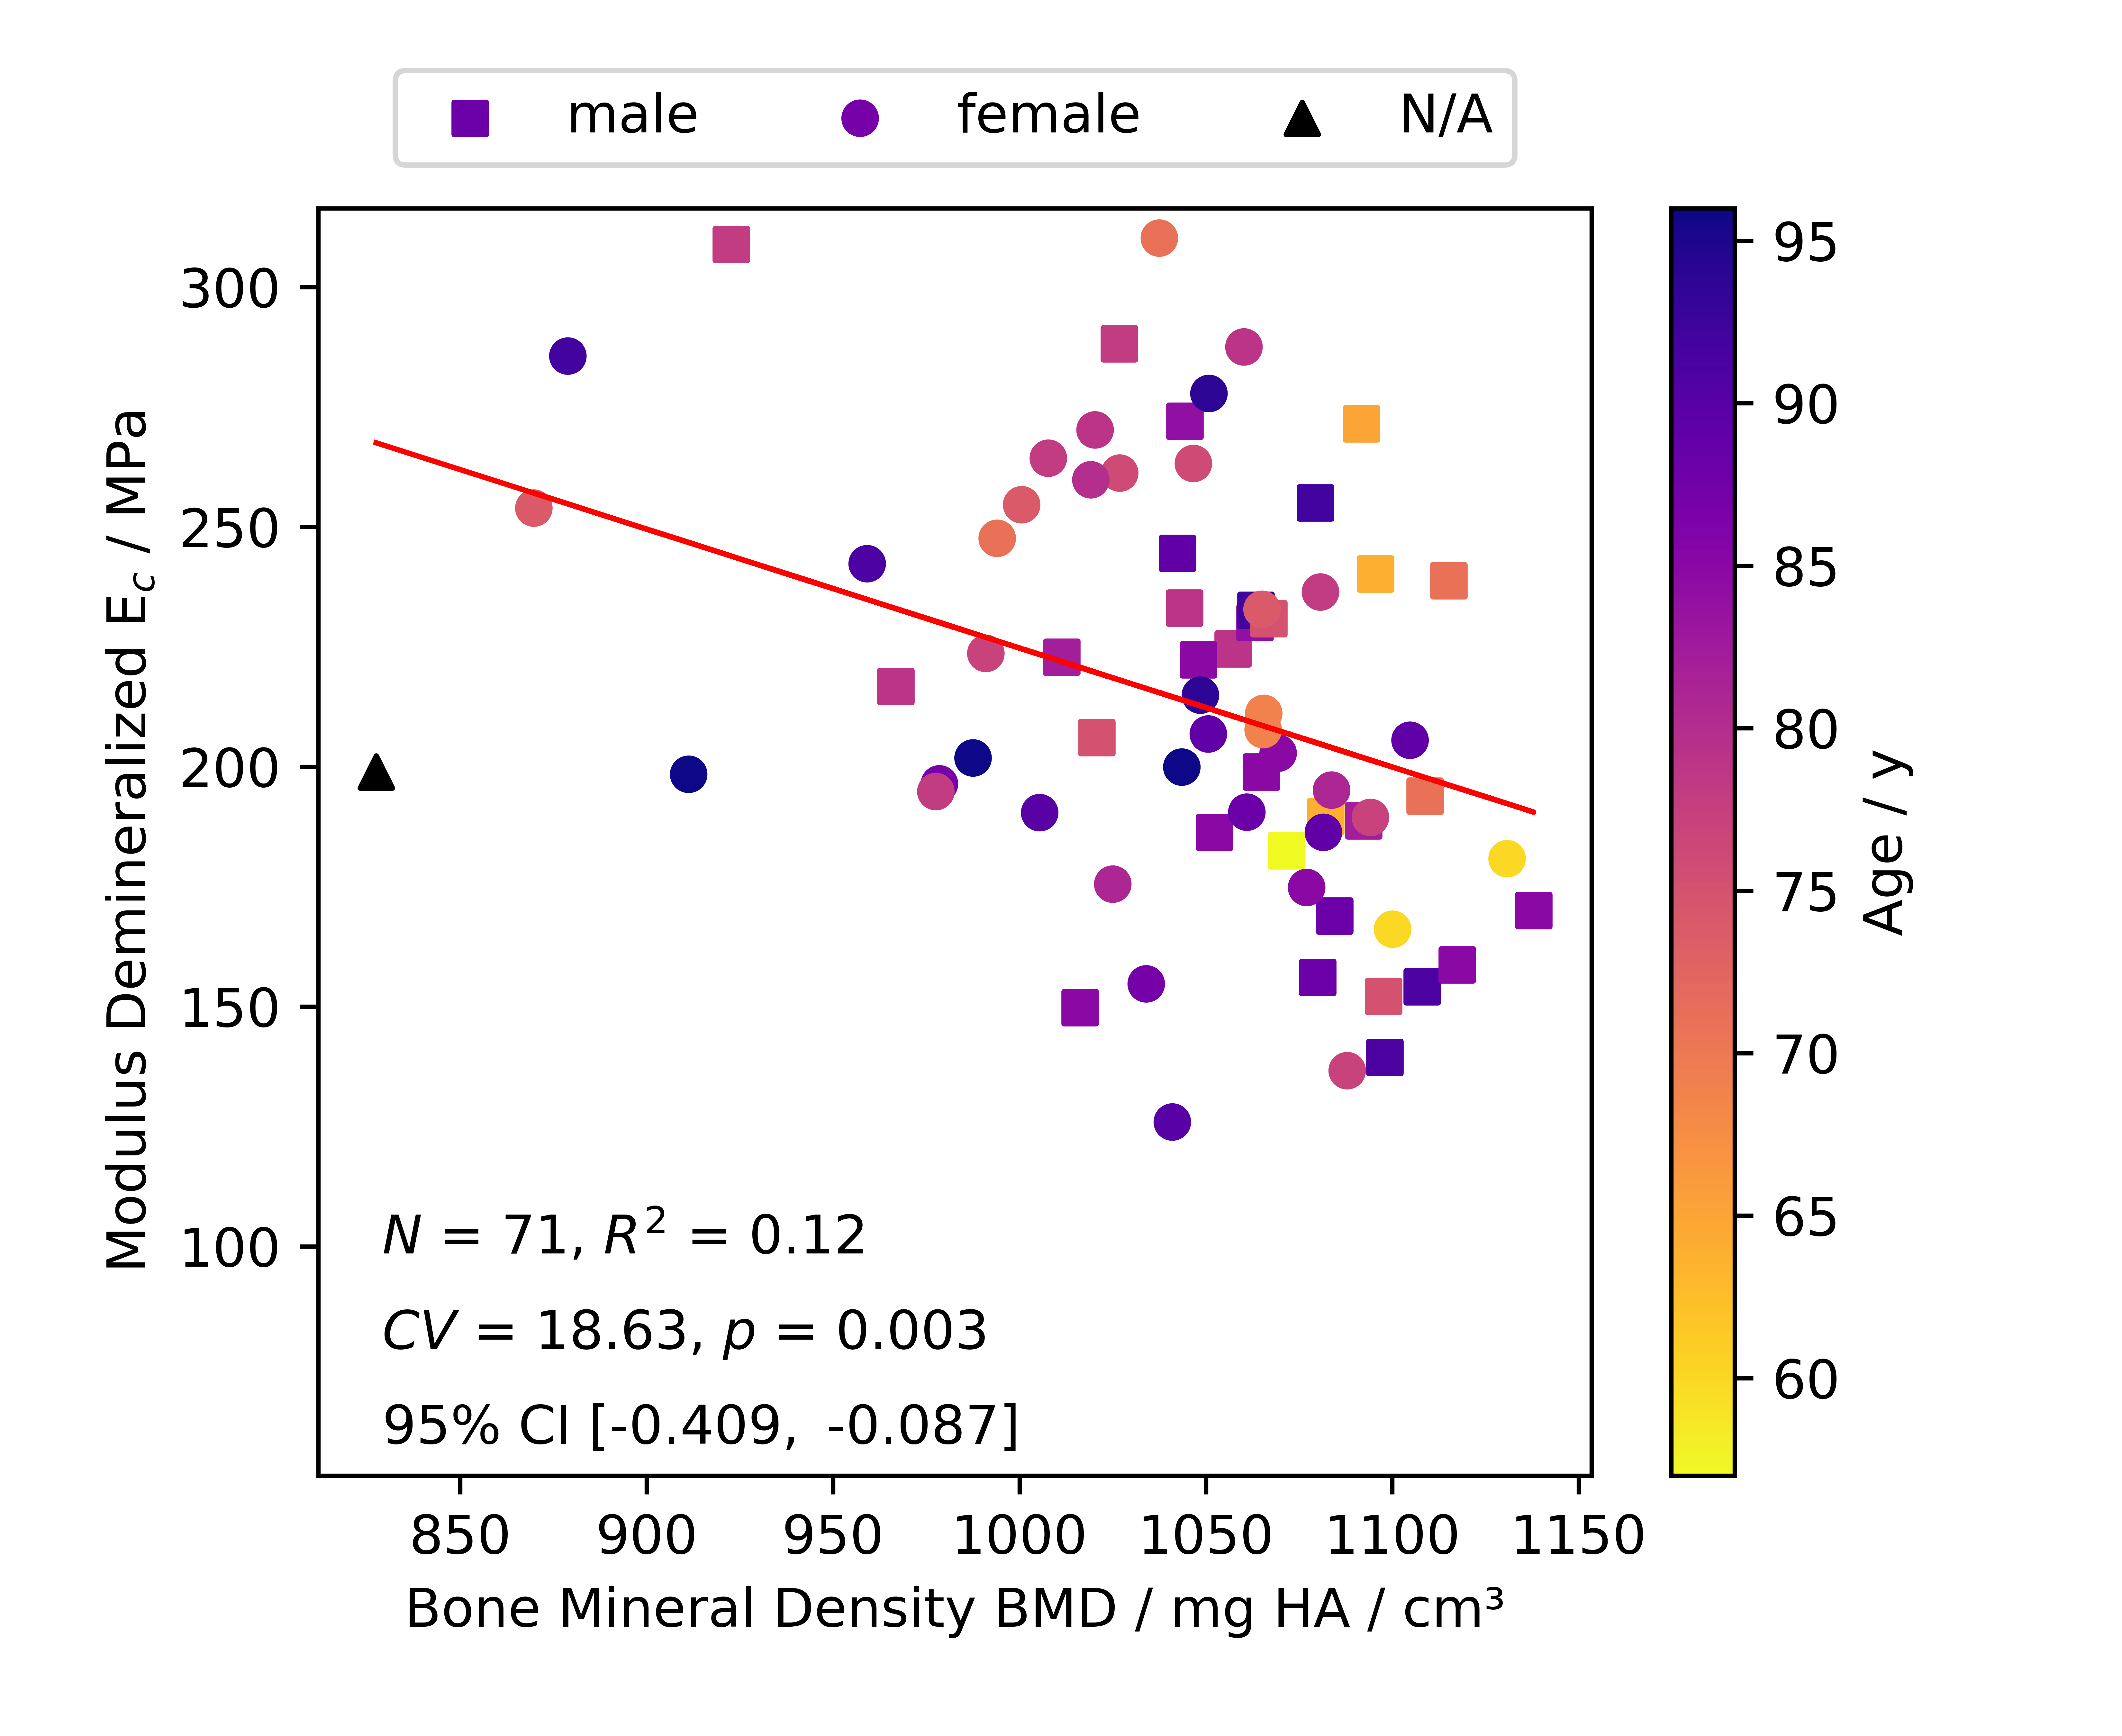 male female N/A
300
250
200
150
100
Modulus Demineralized E_c / MPa
N = 71, R² = 0.12
CV = 18.63, p = 0.003
95% CI [-0.409, -0.087]
850 900 950 1000 1050 1100 1150
Bone Mineral Density BMD / mg HA / cm³
95
90
85
80
75
70
65
60
Age / y